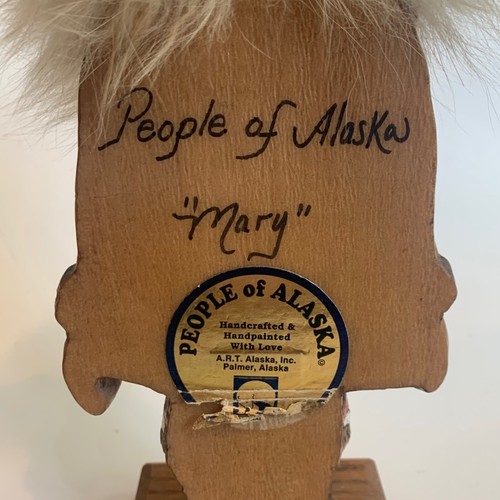 People of Alaska
"Mary"
PEOPLE of ALASKA©
Handcrafted &
Handpainted
With Love
A.R.T. Alaska, Inc.
Palmer, Alaska